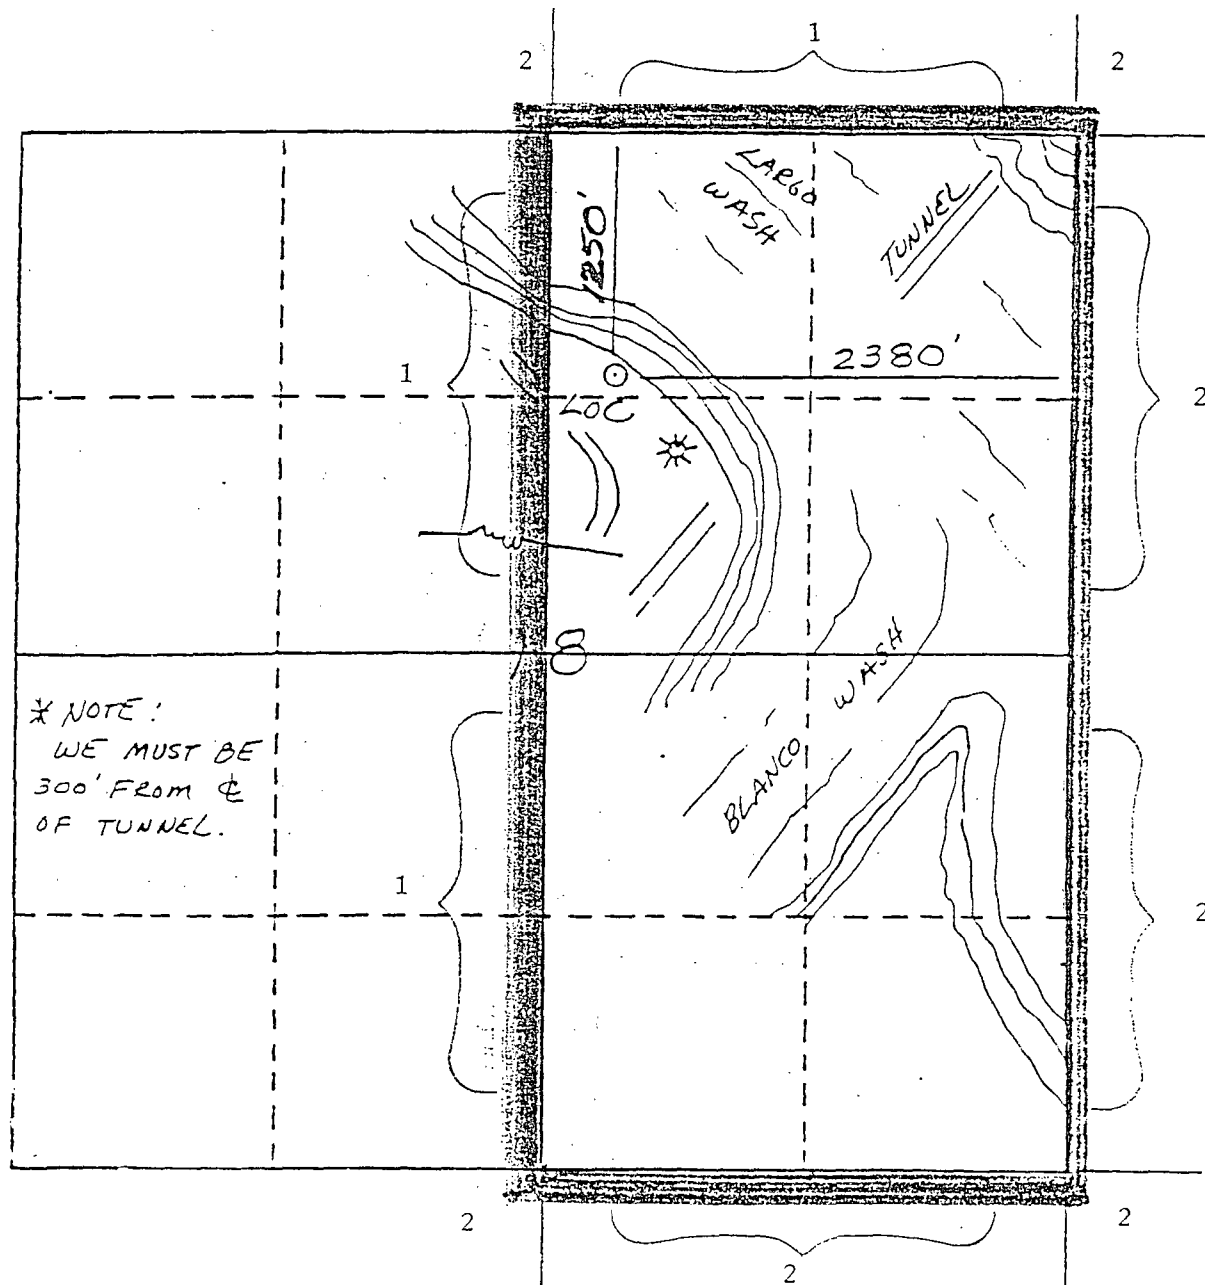 1
2
2
LARGO
WASH
TUNNEL
1250'
2380'
1
2
LOC
WASH
BLANCO
* NOTE:
WE MUST BE
300' FROM ℄
OF TUNNEL.
1
2
2
2
2